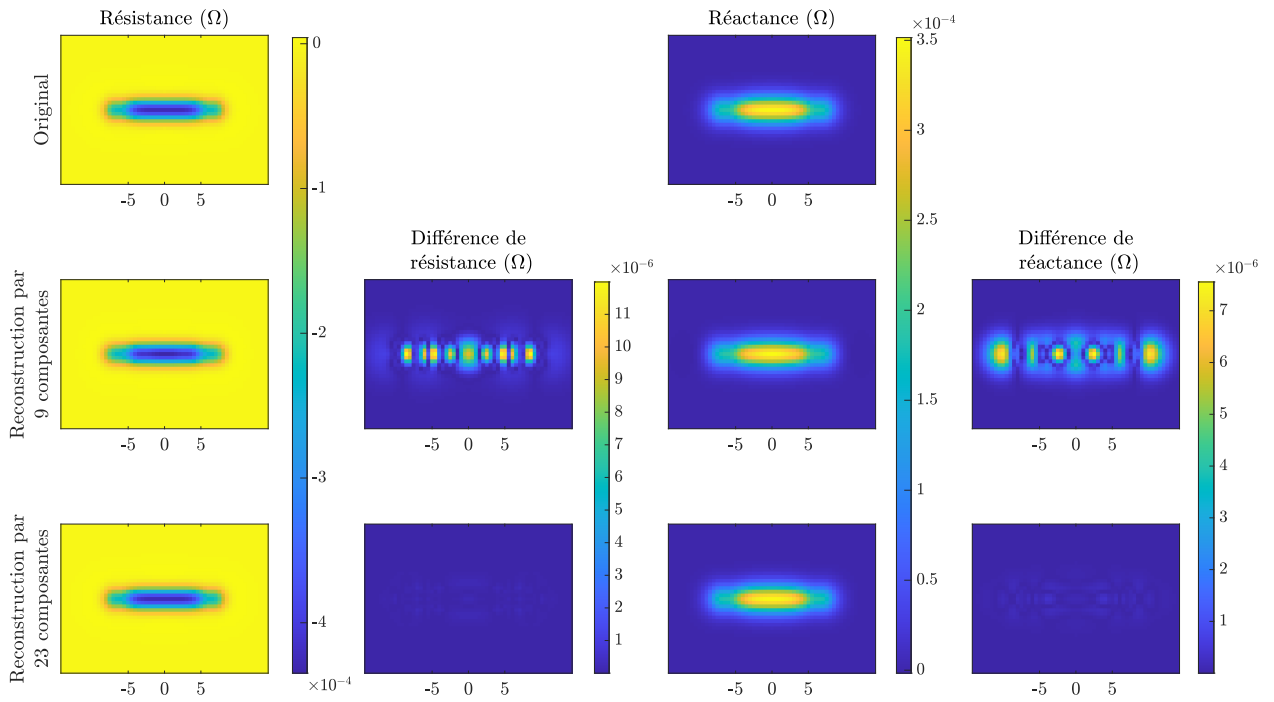 Résistance (Ω)
Réactance (Ω)
×10⁻⁴
Original
-5 0 5
-5 0 5
0
-1
-2
-3
-4
×10⁻⁴
3.5
3
2.5
2
1.5
1
0.5
0
Reconstruction par
9 composantes
-5 0 5
Différence de
résistance (Ω)
×10⁻⁶
-5 0 5
11
10
9
8
7
6
5
4
3
2
1
-5 0 5
Différence de
réactance (Ω)
×10⁻⁶
-5 0 5
7
6
5
4
3
2
1
Reconstruction par
23 composantes
-5 0 5
-5 0 5
-5 0 5
-5 0 5